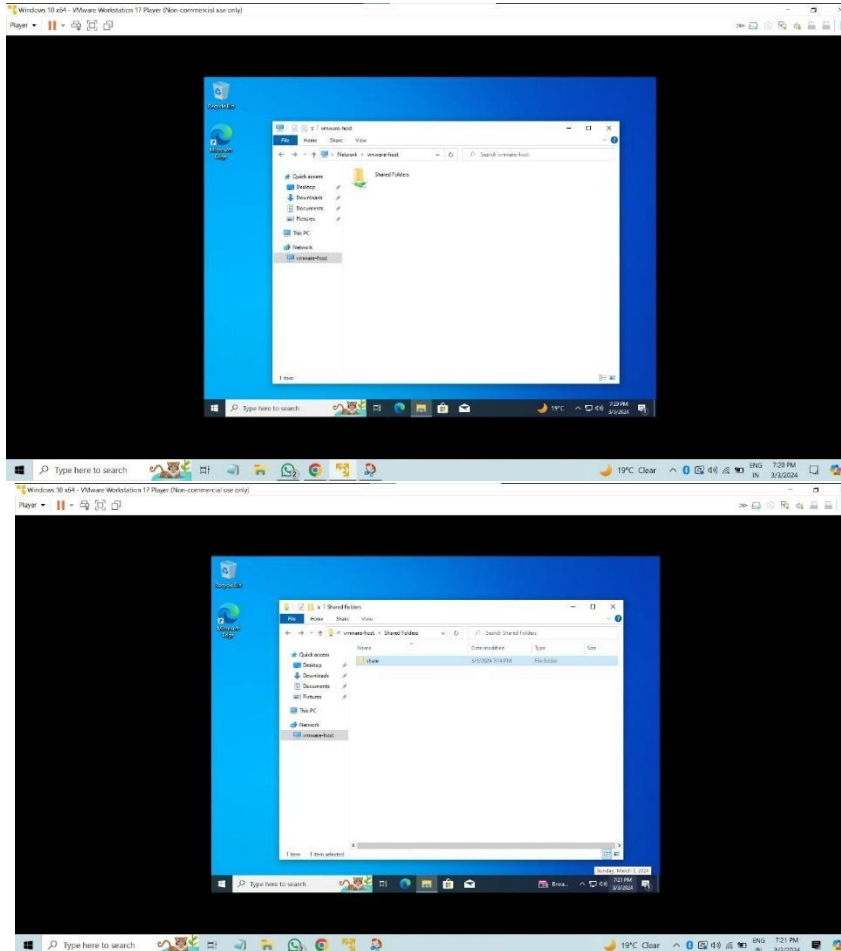 Windows 10 x64 - VMware Workstation 17 Player (Non-commercial use only)
Player
Recycle Bin
Microsoft
Edge
vmware-host
File Home Share View
Network vmware-host
Search vmware-host
Quick access
Desktop
Downloads
Documents
Pictures
This PC
Network
vmware-host
Shared Folders
1 item
Type here to search
19°C
7:20 PM
3/3/2024
Type here to search
19°C Clear
ENG
IN
7:20 PM
3/3/2024
Windows 10 x64 - VMware Workstation 17 Player (Non-commercial use only)
Player
Recycle Bin
Microsoft
Edge
Shared Folders
File Home Share View
vmware-host Shared Folders
Search Shared Folders
Quick access
Desktop
Downloads
Documents
Pictures
This PC
Network
vmware-host
Name Date modified Type Size
share 3/3/2024 7:14 PM File folder
1 item 1 item selected
Sunday, March 3, 2024
Type here to search
Brea...
7:21 PM
3/3/2024
Type here to search
19°C Clear
ENG
IN
7:21 PM
3/3/2024